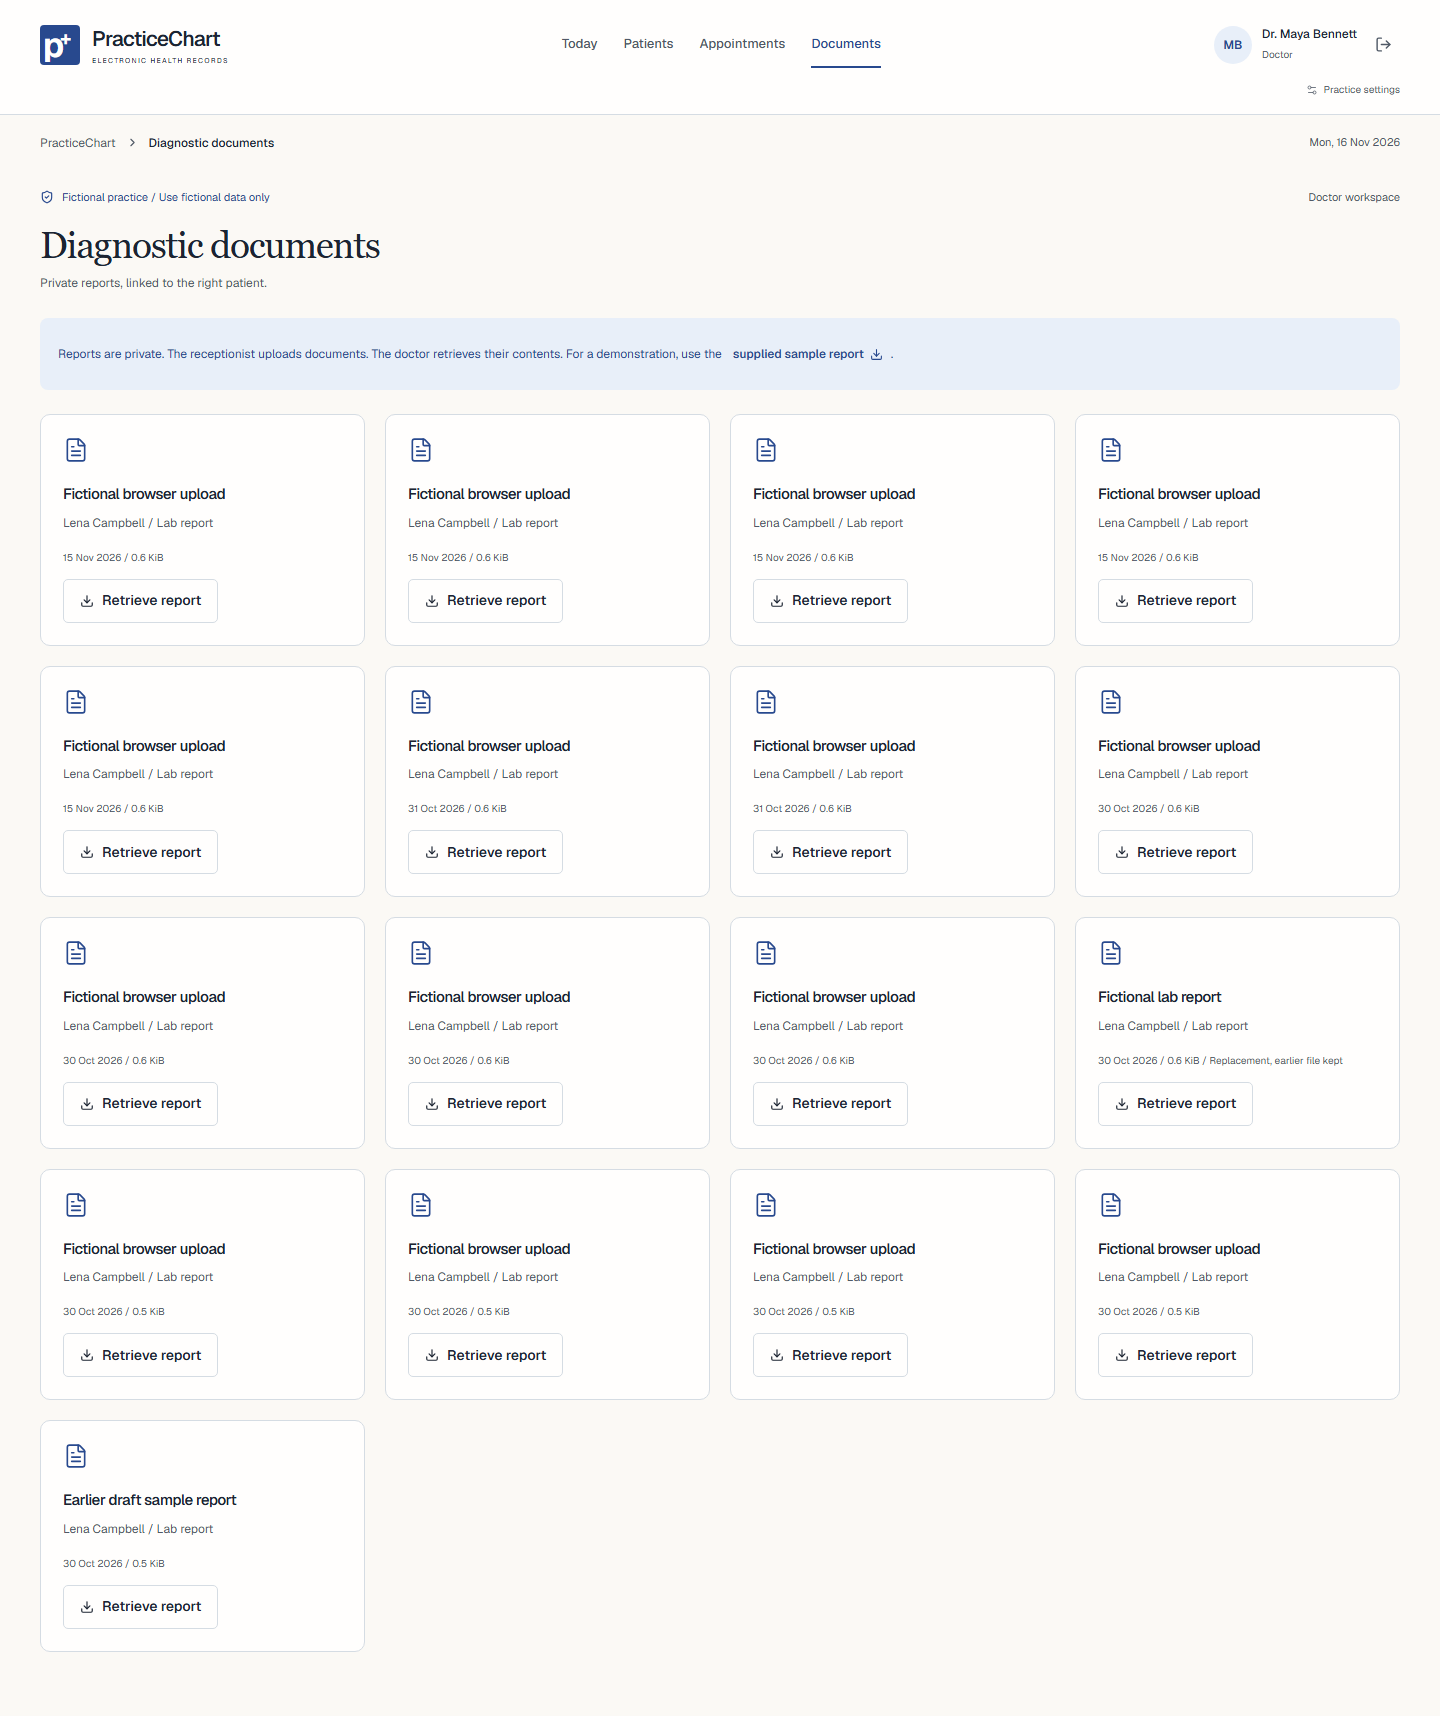 p+ PracticeChart
ELECTRONIC HEALTH RECORDS
Today Patients Appointments Documents
MB Dr. Maya Bennett
Doctor
Practice settings
PracticeChart > Diagnostic documents
Mon, 16 Nov 2026
Fictional practice / Use fictional data only
Doctor workspace
Diagnostic documents
Private reports, linked to the right patient.
Reports are private. The receptionist uploads documents. The doctor retrieves their contents. For a demonstration, use the supplied sample report .
Fictional browser upload
Lena Campbell / Lab report
15 Nov 2026 / 0.6 KiB
Retrieve report
Fictional browser upload
Lena Campbell / Lab report
15 Nov 2026 / 0.6 KiB
Retrieve report
Fictional browser upload
Lena Campbell / Lab report
15 Nov 2026 / 0.6 KiB
Retrieve report
Fictional browser upload
Lena Campbell / Lab report
15 Nov 2026 / 0.6 KiB
Retrieve report
Fictional browser upload
Lena Campbell / Lab report
15 Nov 2026 / 0.6 KiB
Retrieve report
Fictional browser upload
Lena Campbell / Lab report
31 Oct 2026 / 0.6 KiB
Retrieve report
Fictional browser upload
Lena Campbell / Lab report
31 Oct 2026 / 0.6 KiB
Retrieve report
Fictional browser upload
Lena Campbell / Lab report
30 Oct 2026 / 0.6 KiB
Retrieve report
Fictional browser upload
Lena Campbell / Lab report
30 Oct 2026 / 0.6 KiB
Retrieve report
Fictional browser upload
Lena Campbell / Lab report
30 Oct 2026 / 0.6 KiB
Retrieve report
Fictional browser upload
Lena Campbell / Lab report
30 Oct 2026 / 0.6 KiB
Retrieve report
Fictional lab report
Lena Campbell / Lab report
30 Oct 2026 / 0.6 KiB / Replacement, earlier file kept
Retrieve report
Fictional browser upload
Lena Campbell / Lab report
30 Oct 2026 / 0.5 KiB
Retrieve report
Fictional browser upload
Lena Campbell / Lab report
30 Oct 2026 / 0.5 KiB
Retrieve report
Fictional browser upload
Lena Campbell / Lab report
30 Oct 2026 / 0.5 KiB
Retrieve report
Fictional browser upload
Lena Campbell / Lab report
30 Oct 2026 / 0.5 KiB
Retrieve report
Earlier draft sample report
Lena Campbell / Lab report
30 Oct 2026 / 0.5 KiB
Retrieve report